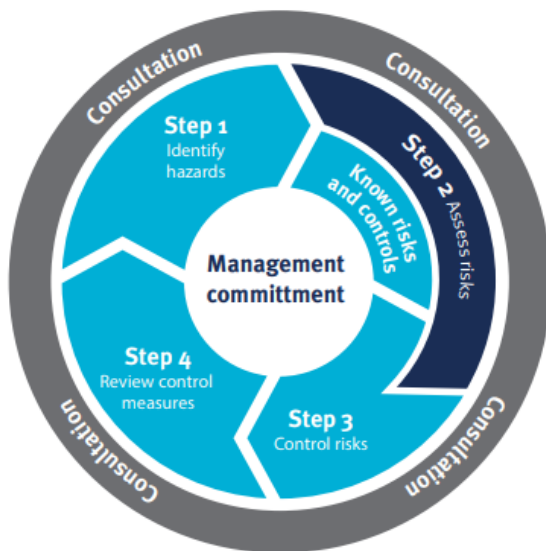 Consultation
Consultation
Step 1
Identify
hazards
Step 2 Assess risks
Known risks
and controls
Management
committment
Step 4
Review control
measures
Step 3
Control risks
Consultation
Consultation